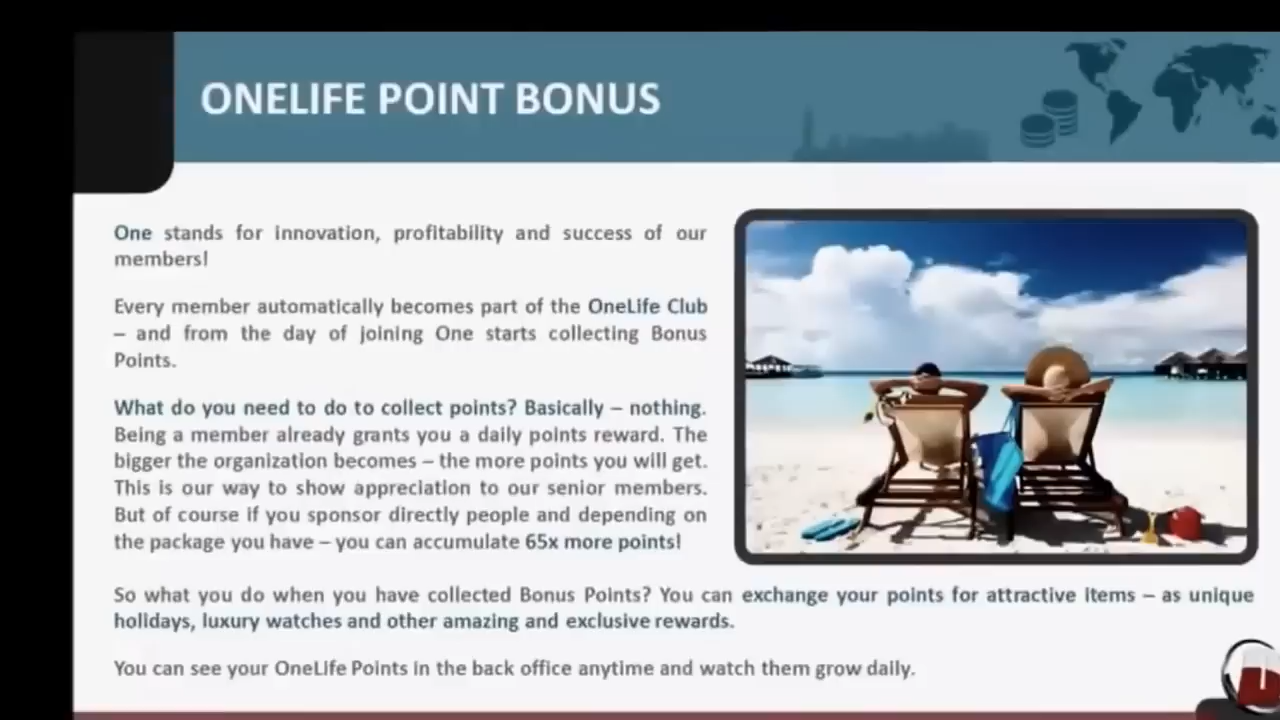 ONELIFE POINT BONUS
One stands for innovation, profitability and success of our
members!
Every member automatically becomes part of the OneLife Club
– and from the day of joining One starts collecting Bonus
Points.
What do you need to do to collect points? Basically – nothing.
Being a member already grants you a daily points reward. The
bigger the organization becomes – the more points you will get.
This is our way to show appreciation to our senior members.
But of course if you sponsor directly people and depending on
the package you have – you can accumulate 65x more points!
So what you do when you have collected Bonus Points? You can exchange your points for attractive items – as unique
holidays, luxury watches and other amazing and exclusive rewards.
You can see your OneLife Points in the back office anytime and watch them grow daily.